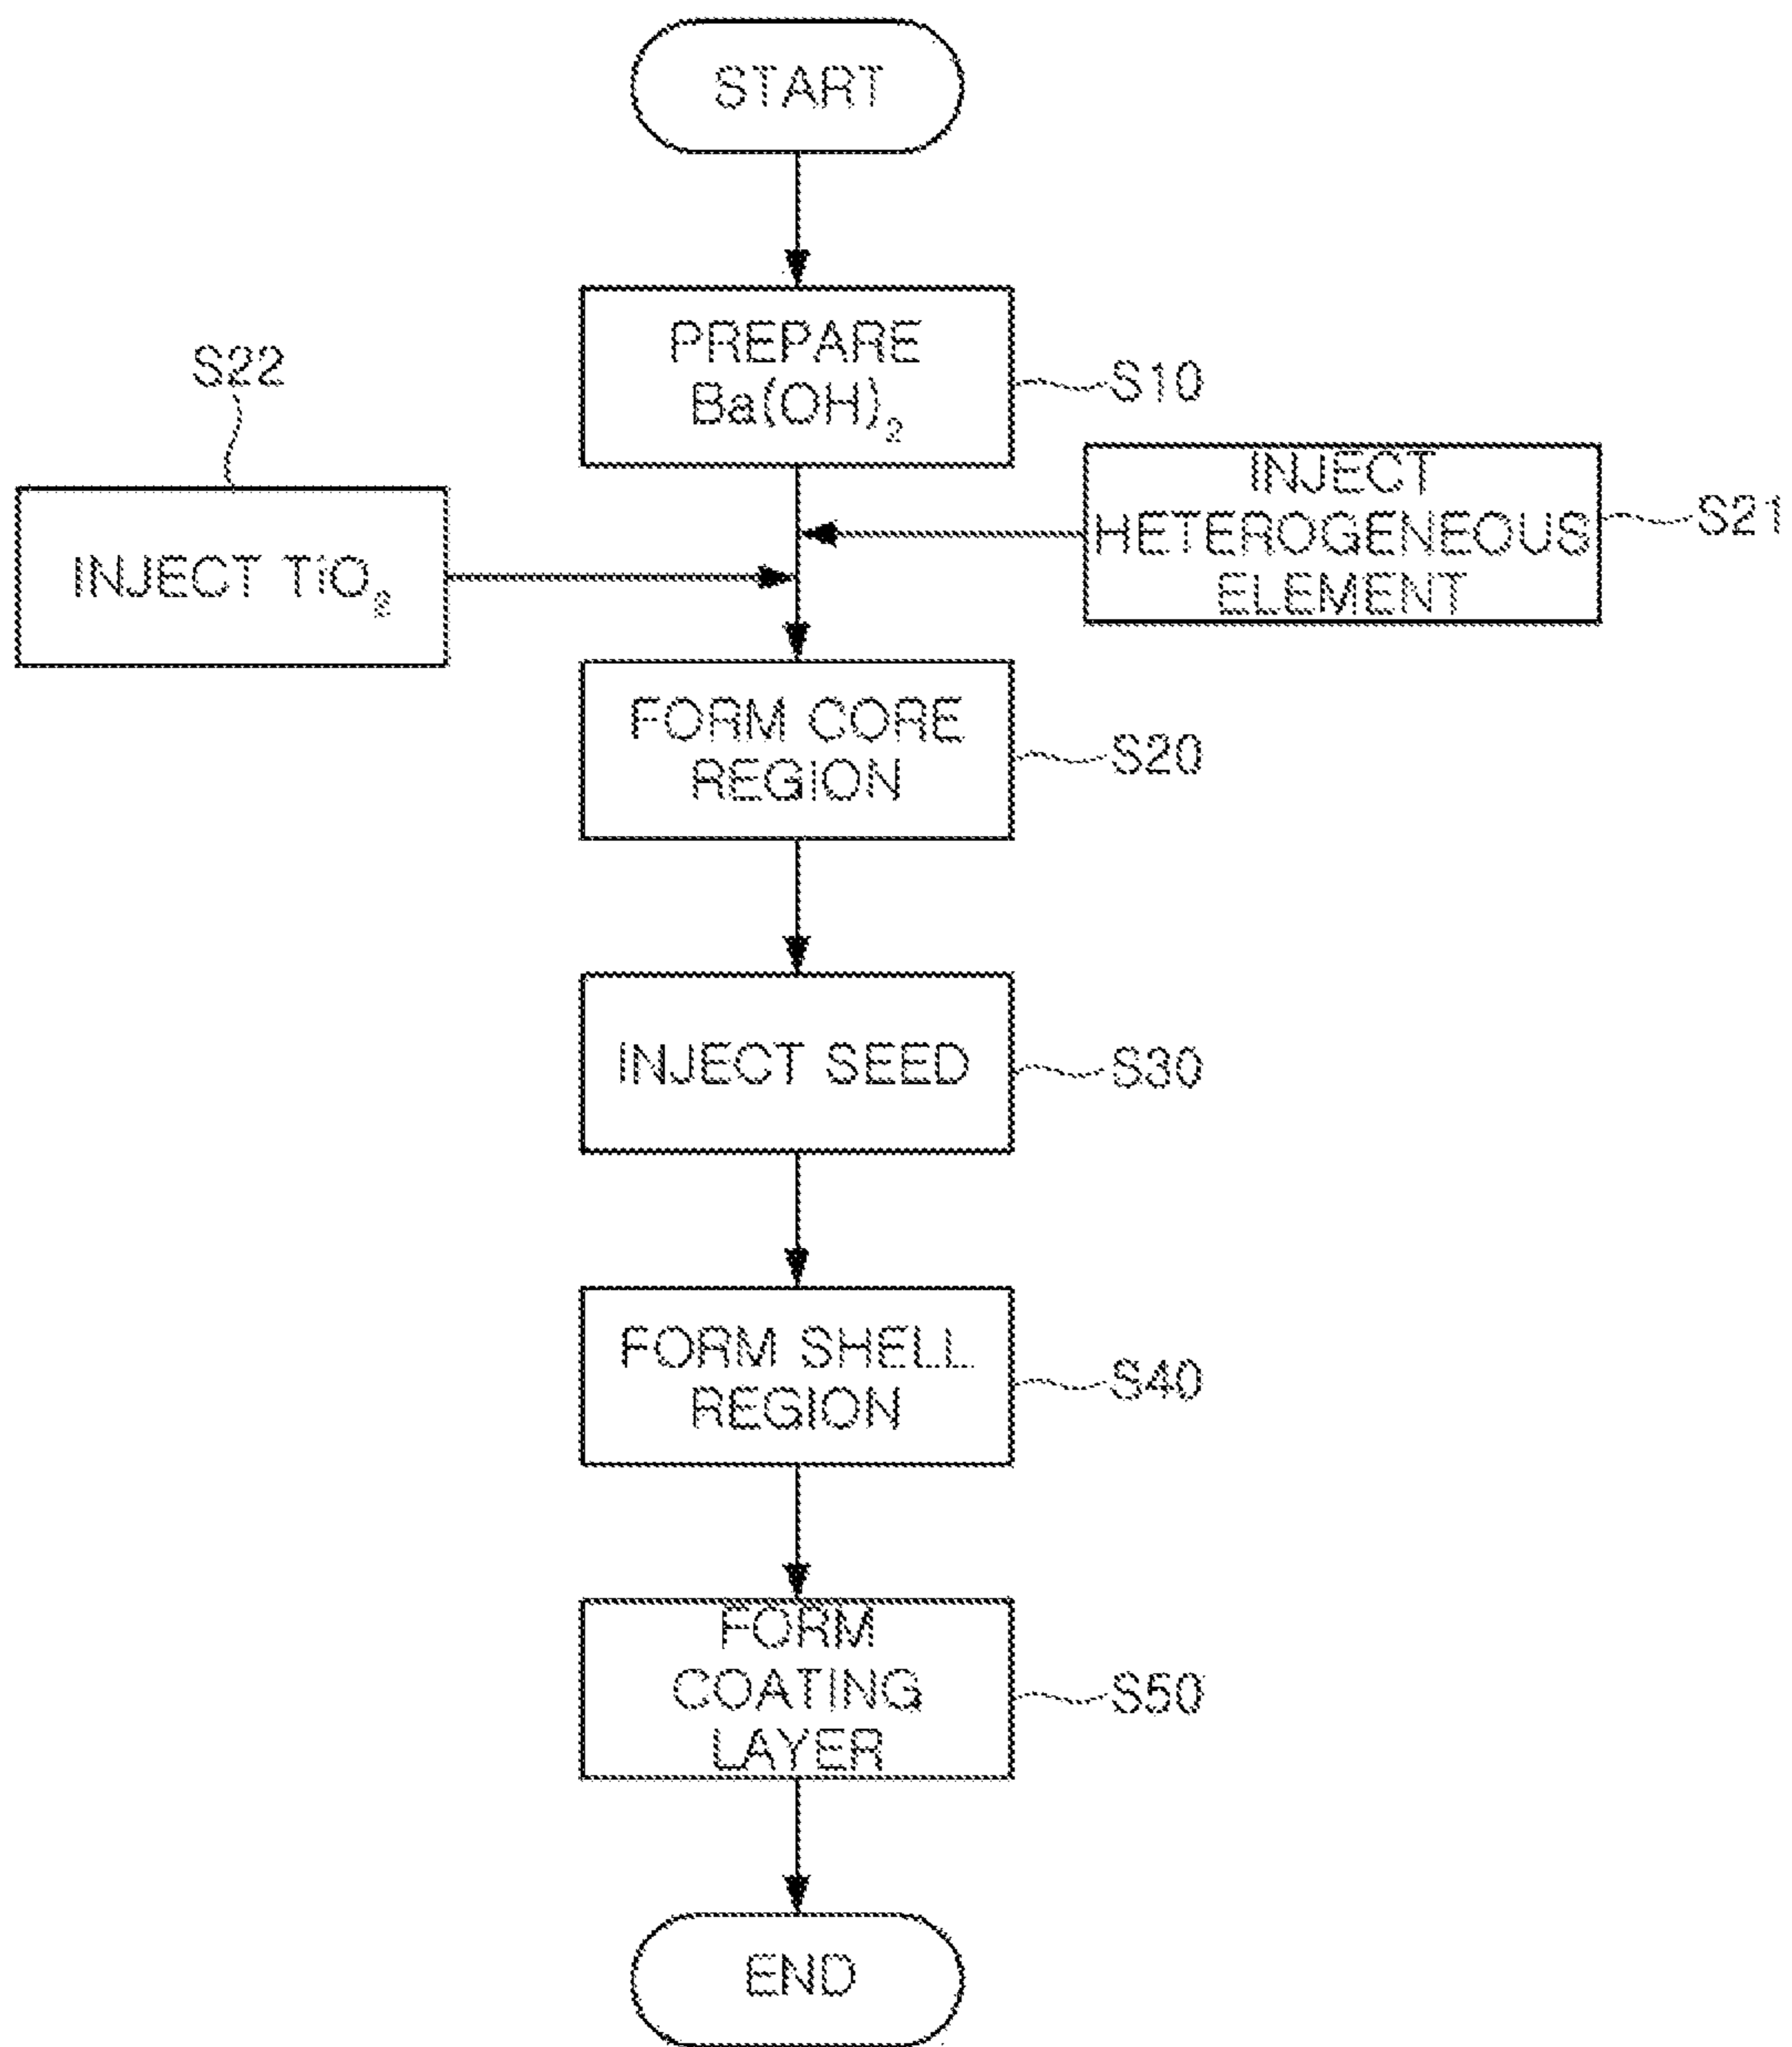 START
PREPARE
Ba(OH)₂
S10
S22
INJECT
HETEROGENEOUS
ELEMENT
S21
INJECT TiO₂
FORM CORE
REGION
S20
INJECT SEED
S30
FORM SHELL
REGION
S40
FORM
COATING
LAYER
S50
END